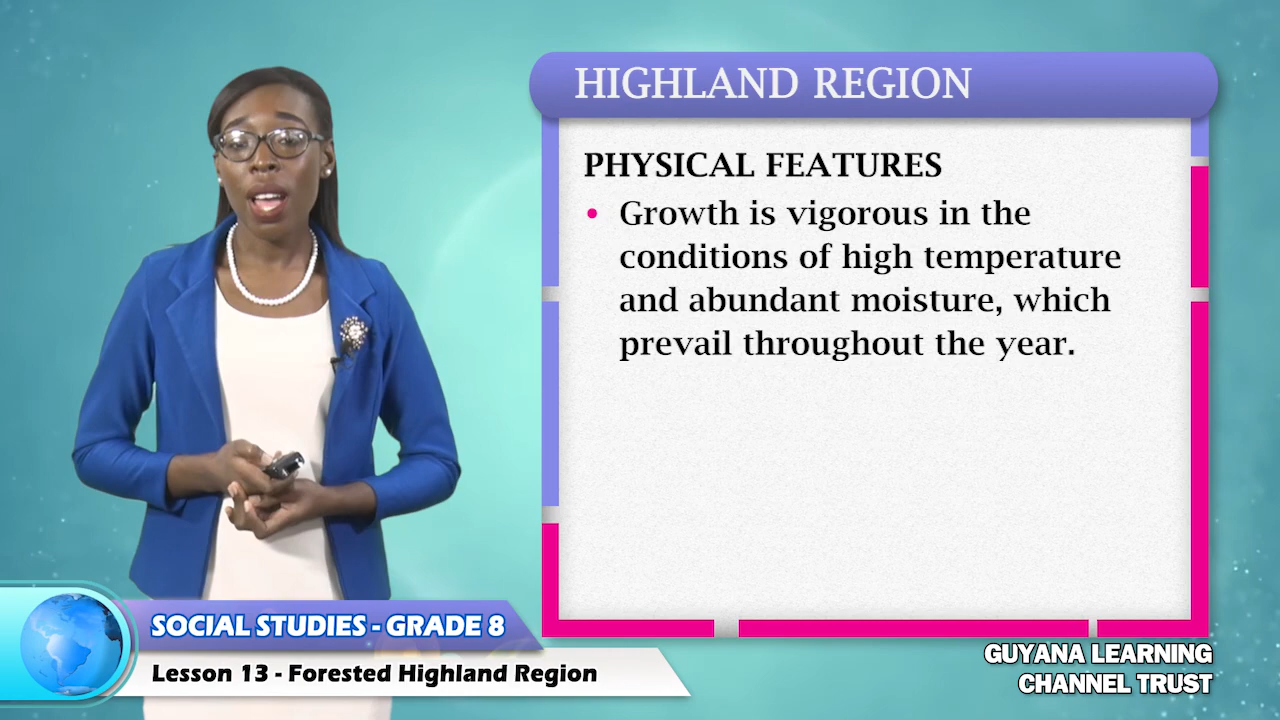 HIGHLAND REGION
PHYSICAL FEATURES
• Growth is vigorous in the
conditions of high temperature
and abundant moisture, which
prevail throughout the year.
SOCIAL STUDIES - GRADE 8
Lesson 13 - Forested Highland Region
GUYANA LEARNING
CHANNEL TRUST